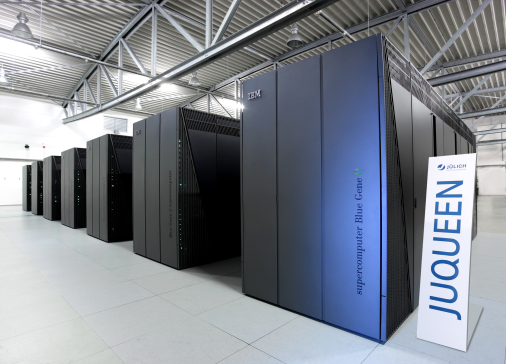 IBM
supercomputer Blue Gene
JÜLICH
JUQUEEN